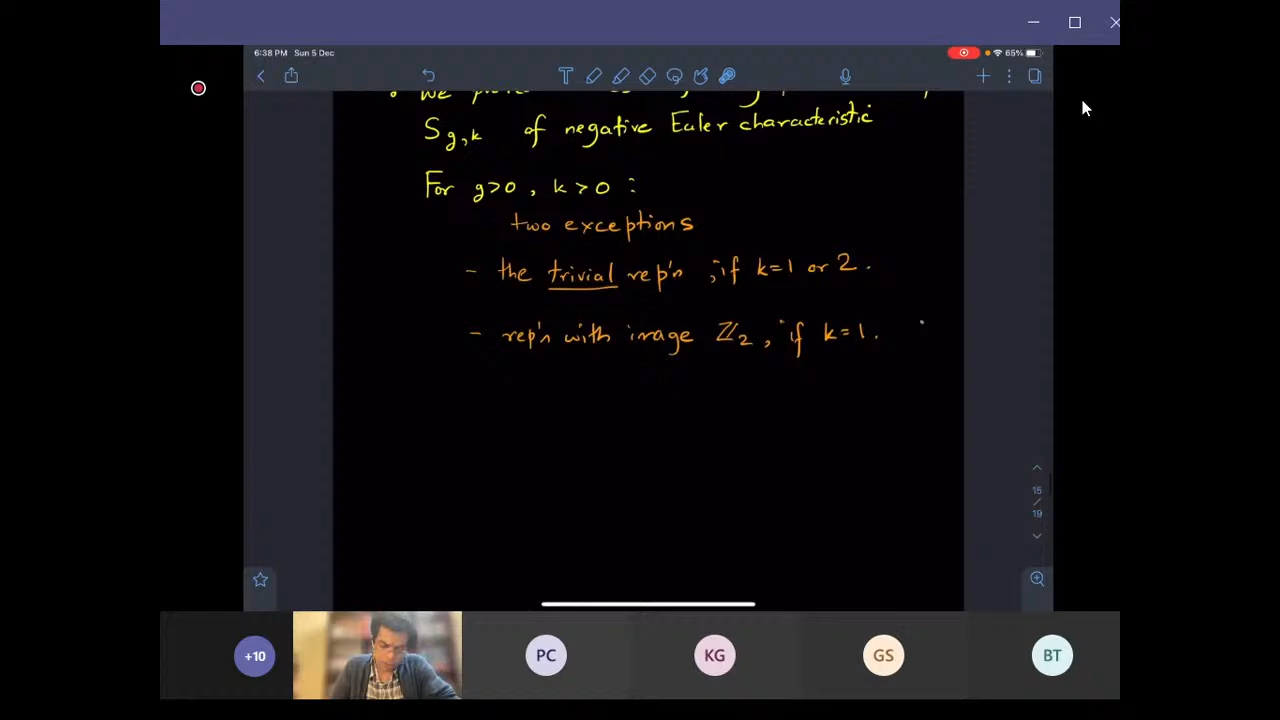 6:38 PM Sun 5 Dec
65%
S_{g,k} of negative Euler characteristic
For g>0, k>0 :
two exceptions
- the trivial rep'n, if k=1 or 2.
- rep'n with image ℤ₂, if k=1.
15
/
19
+10
PC
KG
GS
BT